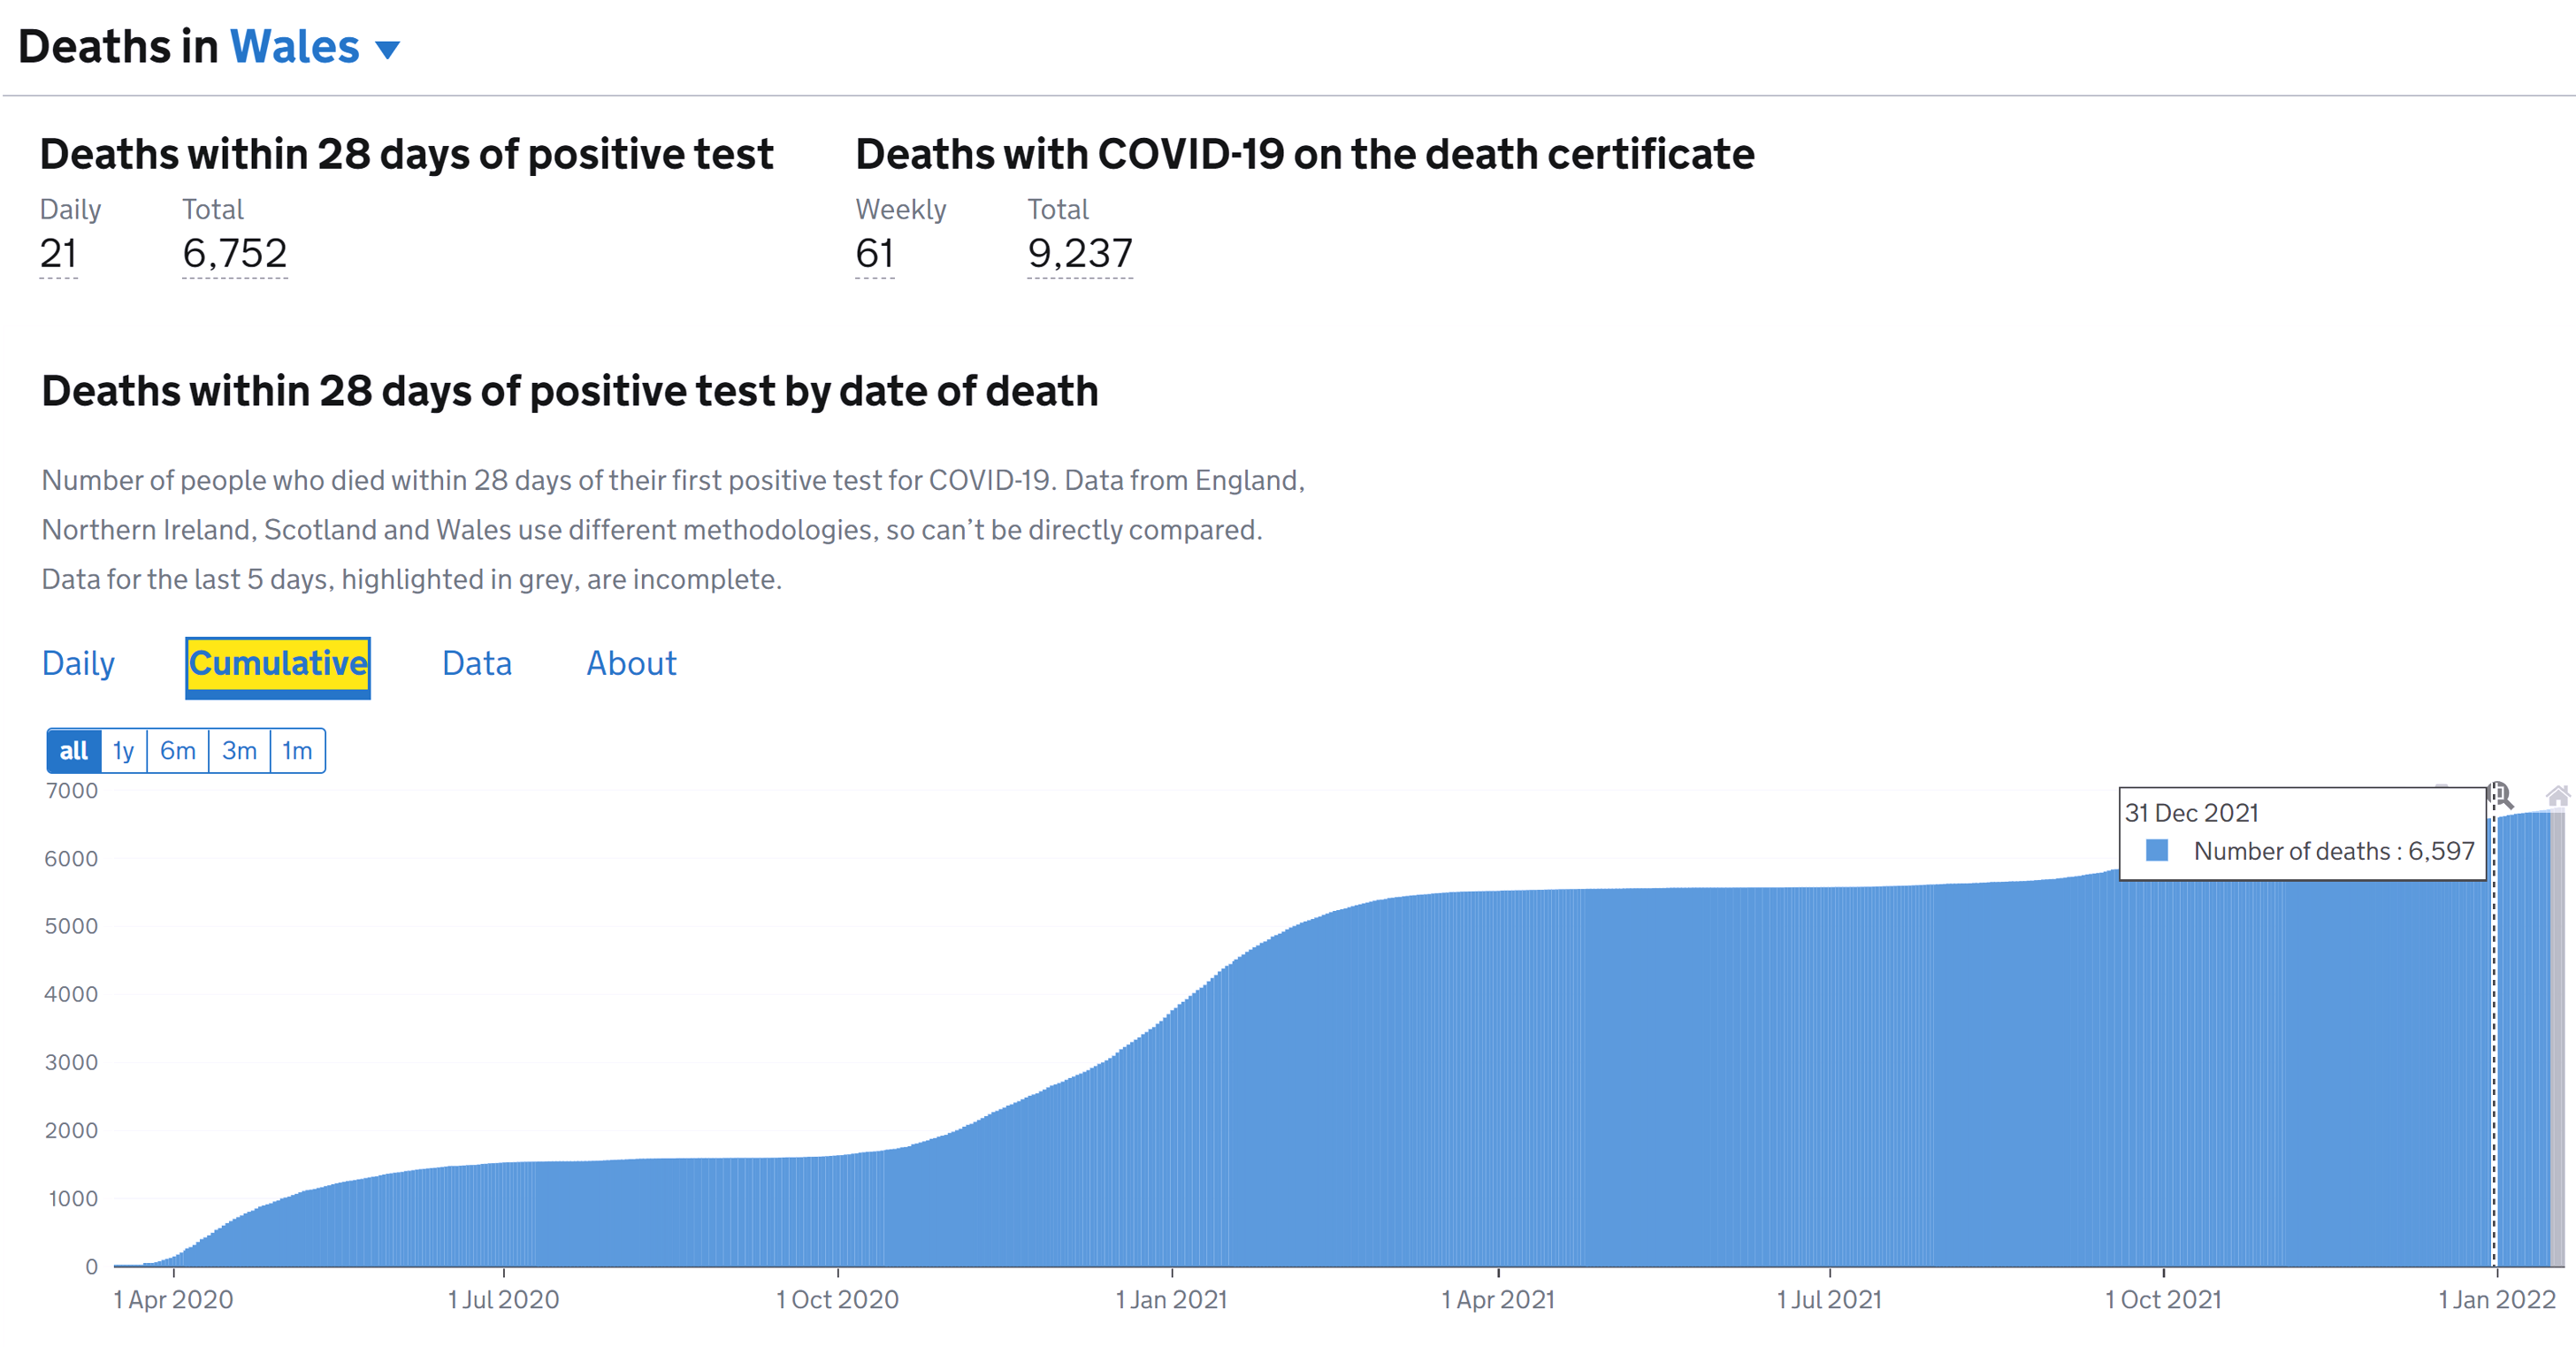 Deaths in Wales
Deaths within 28 days of positive test
Daily Total
21 6,752
Deaths with COVID-19 on the death certificate
Weekly Total
61 9,237
Deaths within 28 days of positive test by date of death
Number of people who died within 28 days of their first positive test for COVID-19. Data from England,
Northern Ireland, Scotland and Wales use different methodologies, so can’t be directly compared.
Data for the last 5 days, highlighted in grey, are incomplete.
Daily Cumulative Data About
all 1y 6m 3m 1m
7000
6000
5000
4000
3000
2000
1000
0
31 Dec 2021
Number of deaths : 6,597
1 Apr 2020 1 Jul 2020 1 Oct 2020 1 Jan 2021 1 Apr 2021 1 Jul 2021 1 Oct 2021 1 Jan 2022